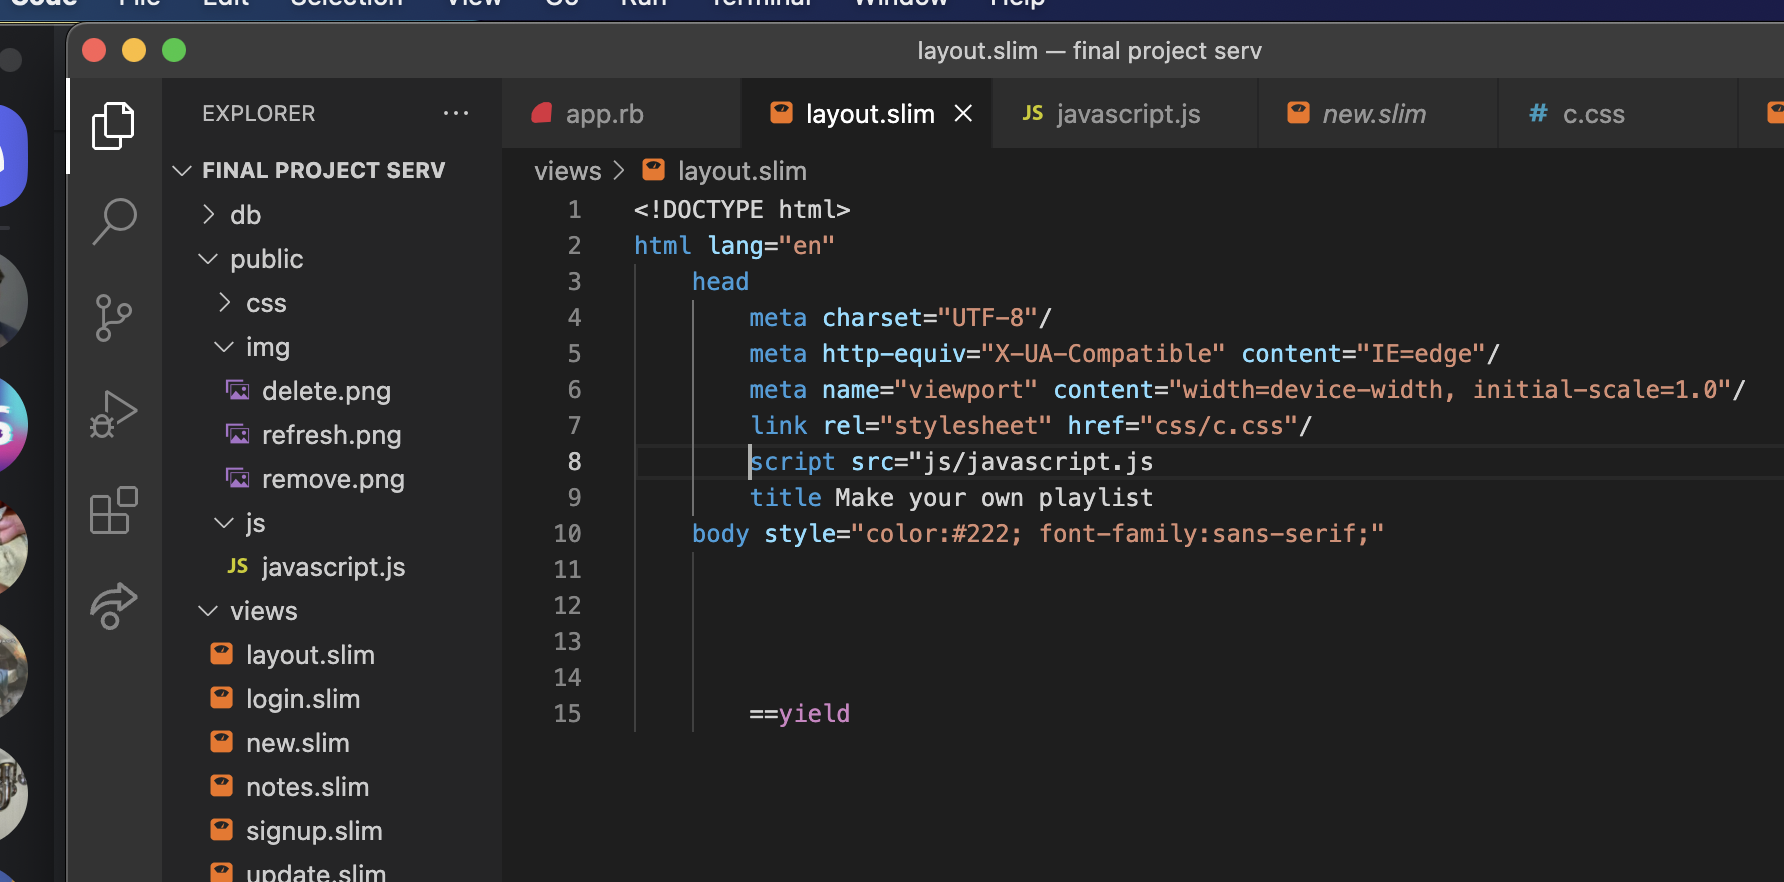 Code File Edit Selection View Go Run Terminal Window Help
layout.slim — final project serv
EXPLORER ···
app.rb
layout.slim
JS javascript.js
new.slim
# c.css
FINAL PROJECT SERV
db
public
css
img
delete.png
refresh.png
remove.png
js
JS javascript.js
views
layout.slim
login.slim
new.slim
notes.slim
signup.slim
update.slim
views > layout.slim
1 <!DOCTYPE html>
2 html lang="en"
3 head
4 meta charset="UTF-8"/
5 meta http-equiv="X-UA-Compatible" content="IE=edge"/
6 meta name="viewport" content="width=device-width, initial-scale=1.0"/
7 link rel="stylesheet" href="css/c.css"/
8 script src="js/javascript.js
9 title Make your own playlist
10 body style="color:#222; font-family:sans-serif;"
11
12
13
14
15 ==yield